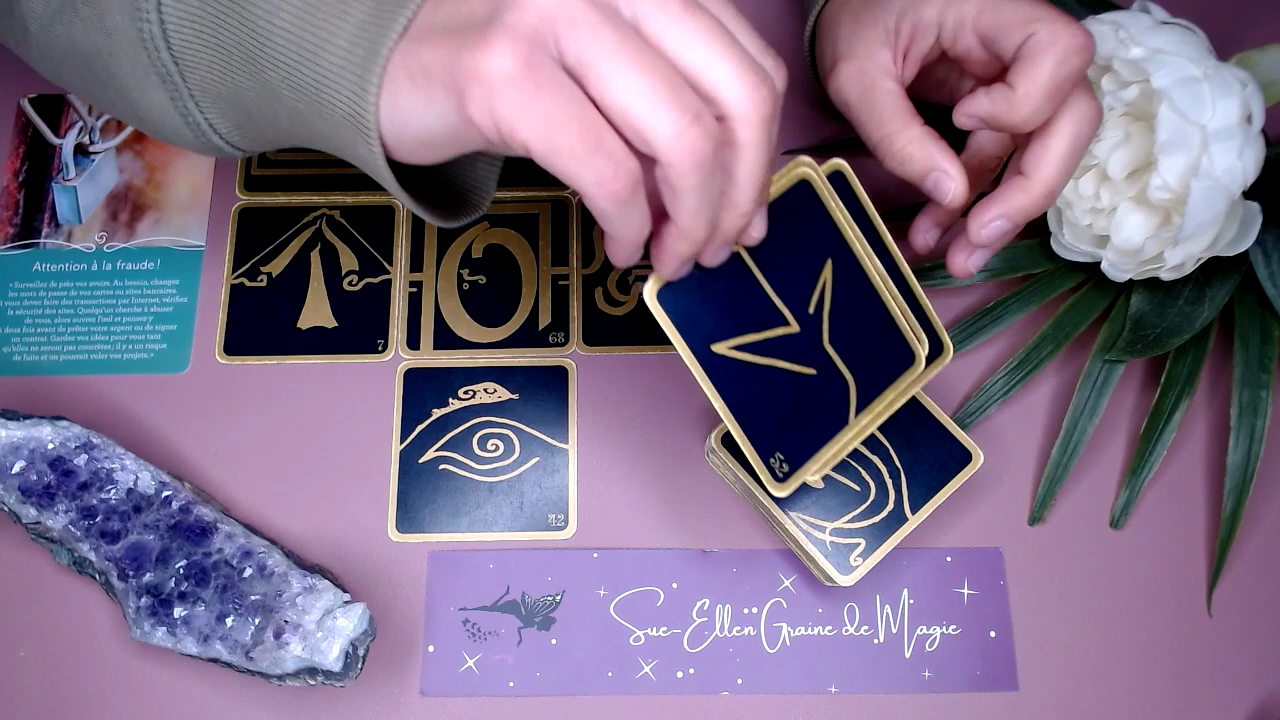 Attention à la fraude!
« Surveillez de près vos avoirs. Au besoin, changez
les mots de passe de vos cartes ou sites bancaires.
vous devez faire des transactions par Internet, vérifiez
la sécurité des sites. Quelqu'un cherche à abuser
de vous, alors ouvrez l'œil et pensez-y
deux fois avant de prêter votre argent ou de signer
un contrat. Gardez vos idées pour vous tant
qu'elles ne seront pas concrètes; il y a un risque
de fuite et on pourrait voler vos projets. »
7
68
42
52
Sue-Ellen Graine de Magie